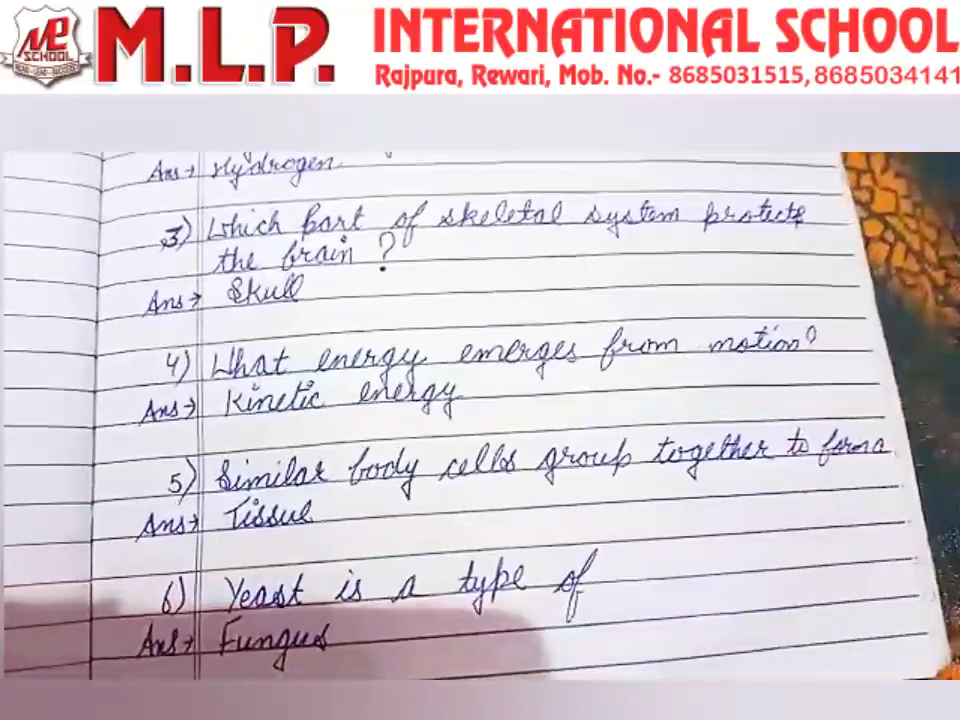 MLP
SCHOOL
M.L.P.
INTERNATIONAL SCHOOL
Rajpura, Rewari, Mob. No.- 8685031515, 8685034141
Ans→ Hydrogen
3) Which part of skeletal system protects
the brain ?
Ans→ Skull
4) What energy emerges from motion?
Ans→ Kinetic energy
5) Similar body cells group together to form a
Ans→ Tissue
6) Yeast is a type of
Ans→ Fungus